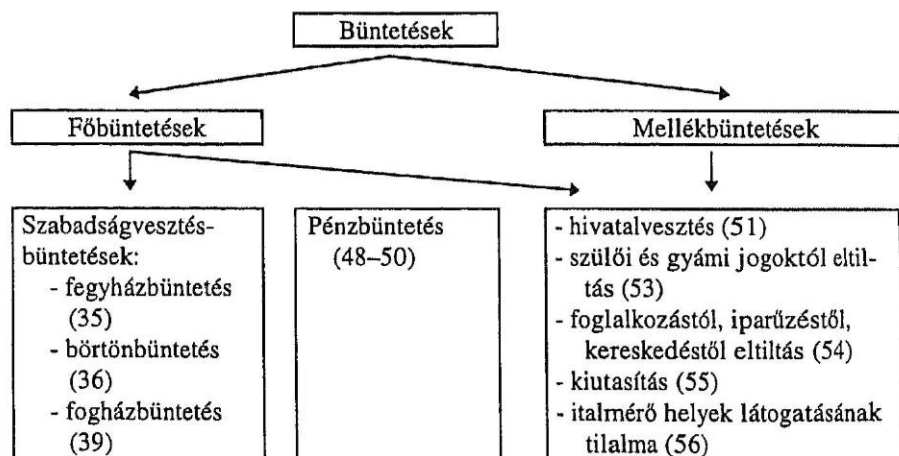 Büntetések
Főbüntetések
Mellékbüntetések
Szabadságvesztés-
büntetések:
- fegyházbüntetés
(35)
- börtönbüntetés
(36)
- fogházbüntetés
(39)
Pénzbüntetés
(48–50)
- hivatalvesztés (51)
- szülői és gyámi jogoktól eltil-
tás (53)
- foglalkozástól, iparűzéstől,
kereskedéstől eltiltás (54)
- kiutasítás (55)
- italmérő helyek látogatásának
tilalma (56)